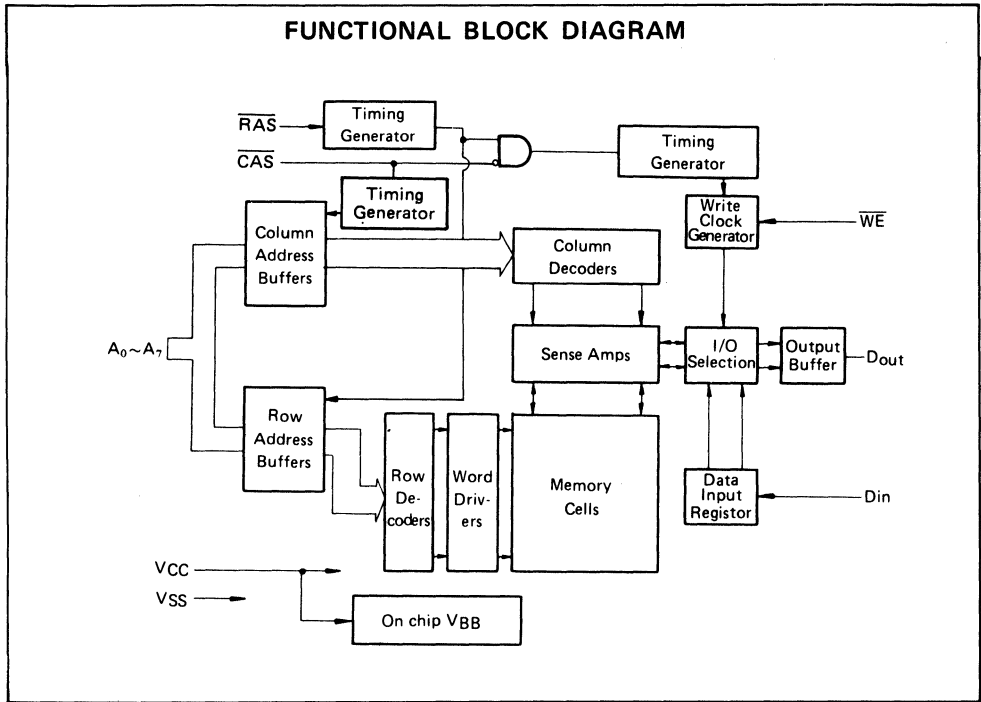 FUNCTIONAL BLOCK DIAGRAM
RAS
Timing
Generator
CAS
Timing
Generator
Timing
Generator
Write
Clock
Generator
WE
Column
Address
Buffers
Column
Decoders
A0~A7
Sense Amps
I/O
Selection
Output
Buffer
Dout
Row
Address
Buffers
Row
De-
coders
Word
Driv-
ers
Memory
Cells
Data
Input
Registor
Din
VCC
VSS
On chip VBB